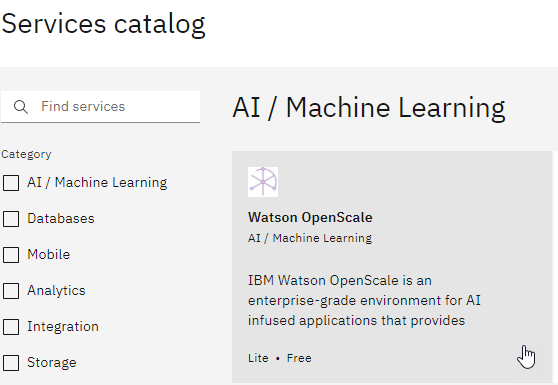 Services catalog
Find services
Category
AI / Machine Learning
Databases
Mobile
Analytics
Integration
Storage
AI / Machine Learning
Watson OpenScale
AI / Machine Learning
IBM Watson OpenScale is an
enterprise-grade environment for AI
infused applications that provides
Lite • Free